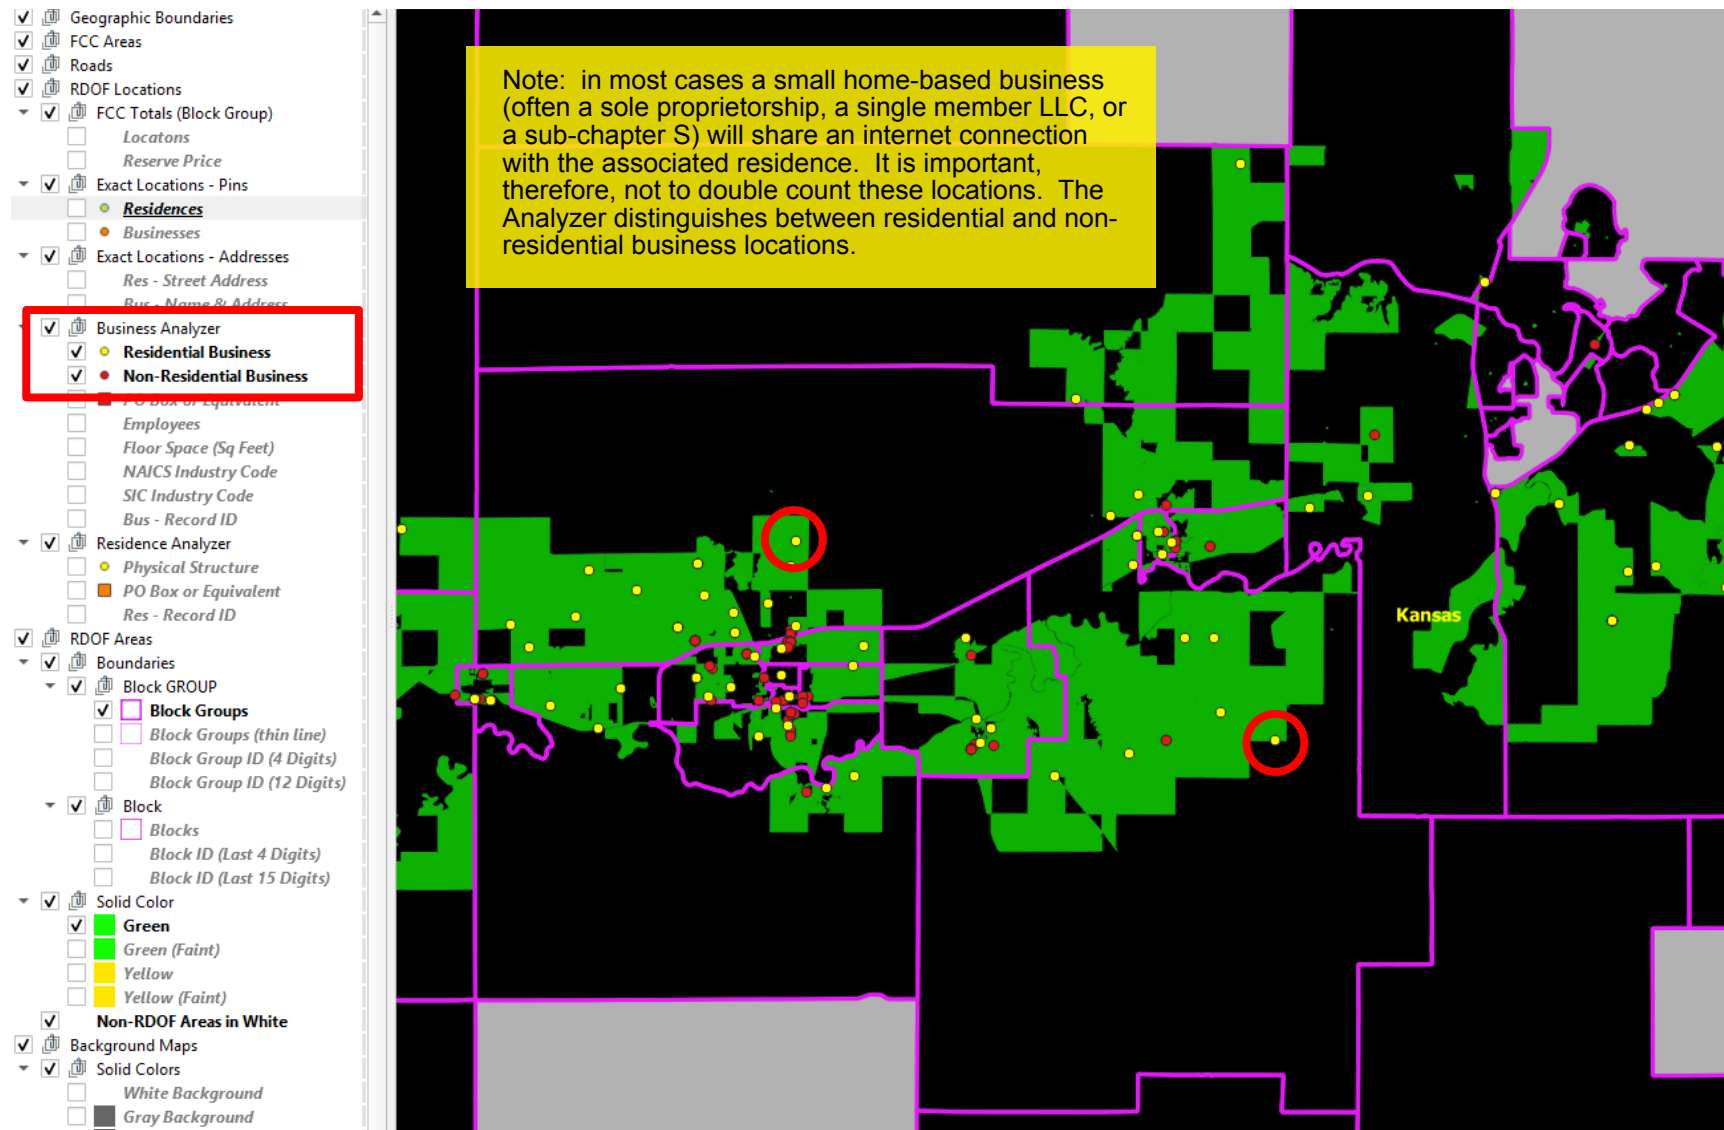 Geographic Boundaries
FCC Areas
Roads
RDOF Locations
FCC Totals (Block Group)
Locatons
Reserve Price
Exact Locations - Pins
Residences
Businesses
Exact Locations - Addresses
Res - Street Address
Bus - Name & Address
Business Analyzer
Residential Business
Non-Residential Business
PO Box or Equivalent
Employees
Floor Space (Sq Feet)
NAICS Industry Code
SIC Industry Code
Bus - Record ID
Residence Analyzer
Physical Structure
PO Box or Equivalent
Res - Record ID
RDOF Areas
Boundaries
Block GROUP
Block Groups
Block Groups (thin line)
Block Group ID (4 Digits)
Block Group ID (12 Digits)
Block
Blocks
Block ID (Last 4 Digits)
Block ID (Last 15 Digits)
Solid Color
Green
Green (Faint)
Yellow
Yellow (Faint)
Non-RDOF Areas in White
Background Maps
Solid Colors
White Background
Gray Background
Note:  in most cases a small home-based business
(often a sole proprietorship, a single member LLC, or
a sub-chapter S) will share an internet connection
with the associated residence.  It is important,
therefore, not to double count these locations.  The
Analyzer distinguishes between residential and non-
residential business locations.
Kansas